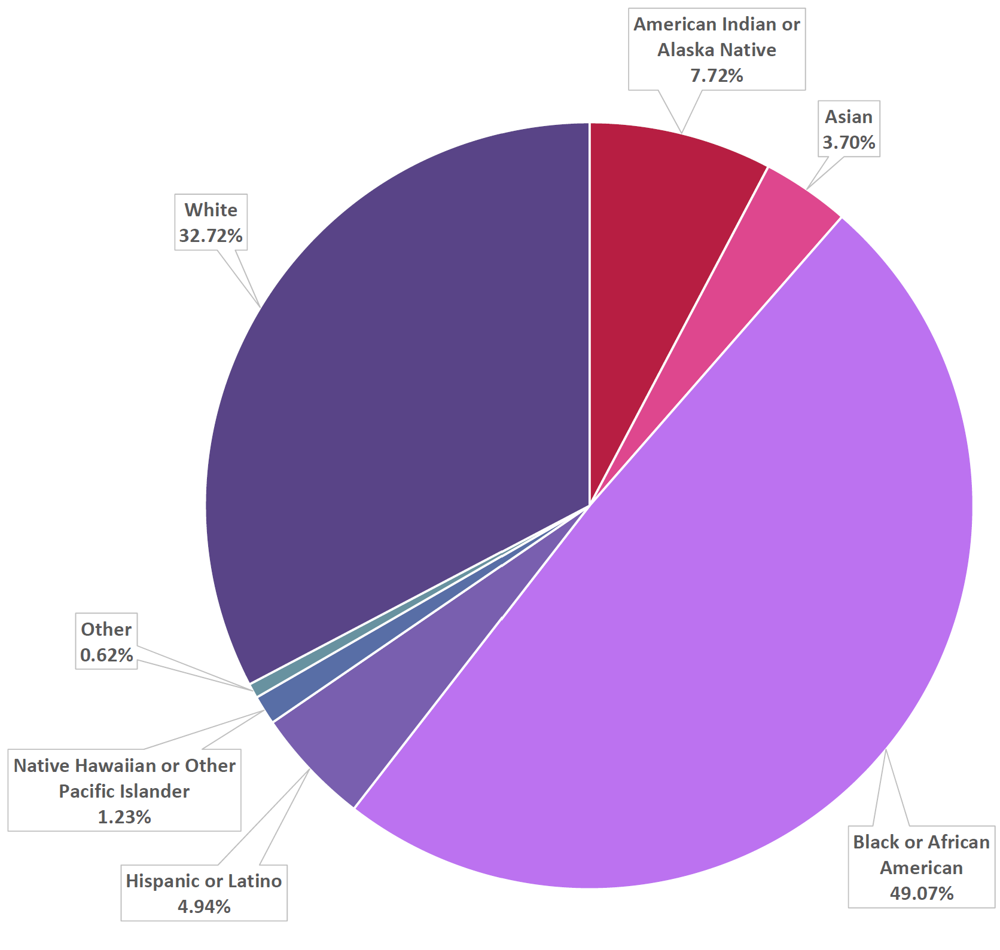 American Indian or
Alaska Native
7.72%
Asian
3.70%
White
32.72%
Other
0.62%
Native Hawaiian or Other
Pacific Islander
1.23%
Hispanic or Latino
4.94%
Black or African
American
49.07%